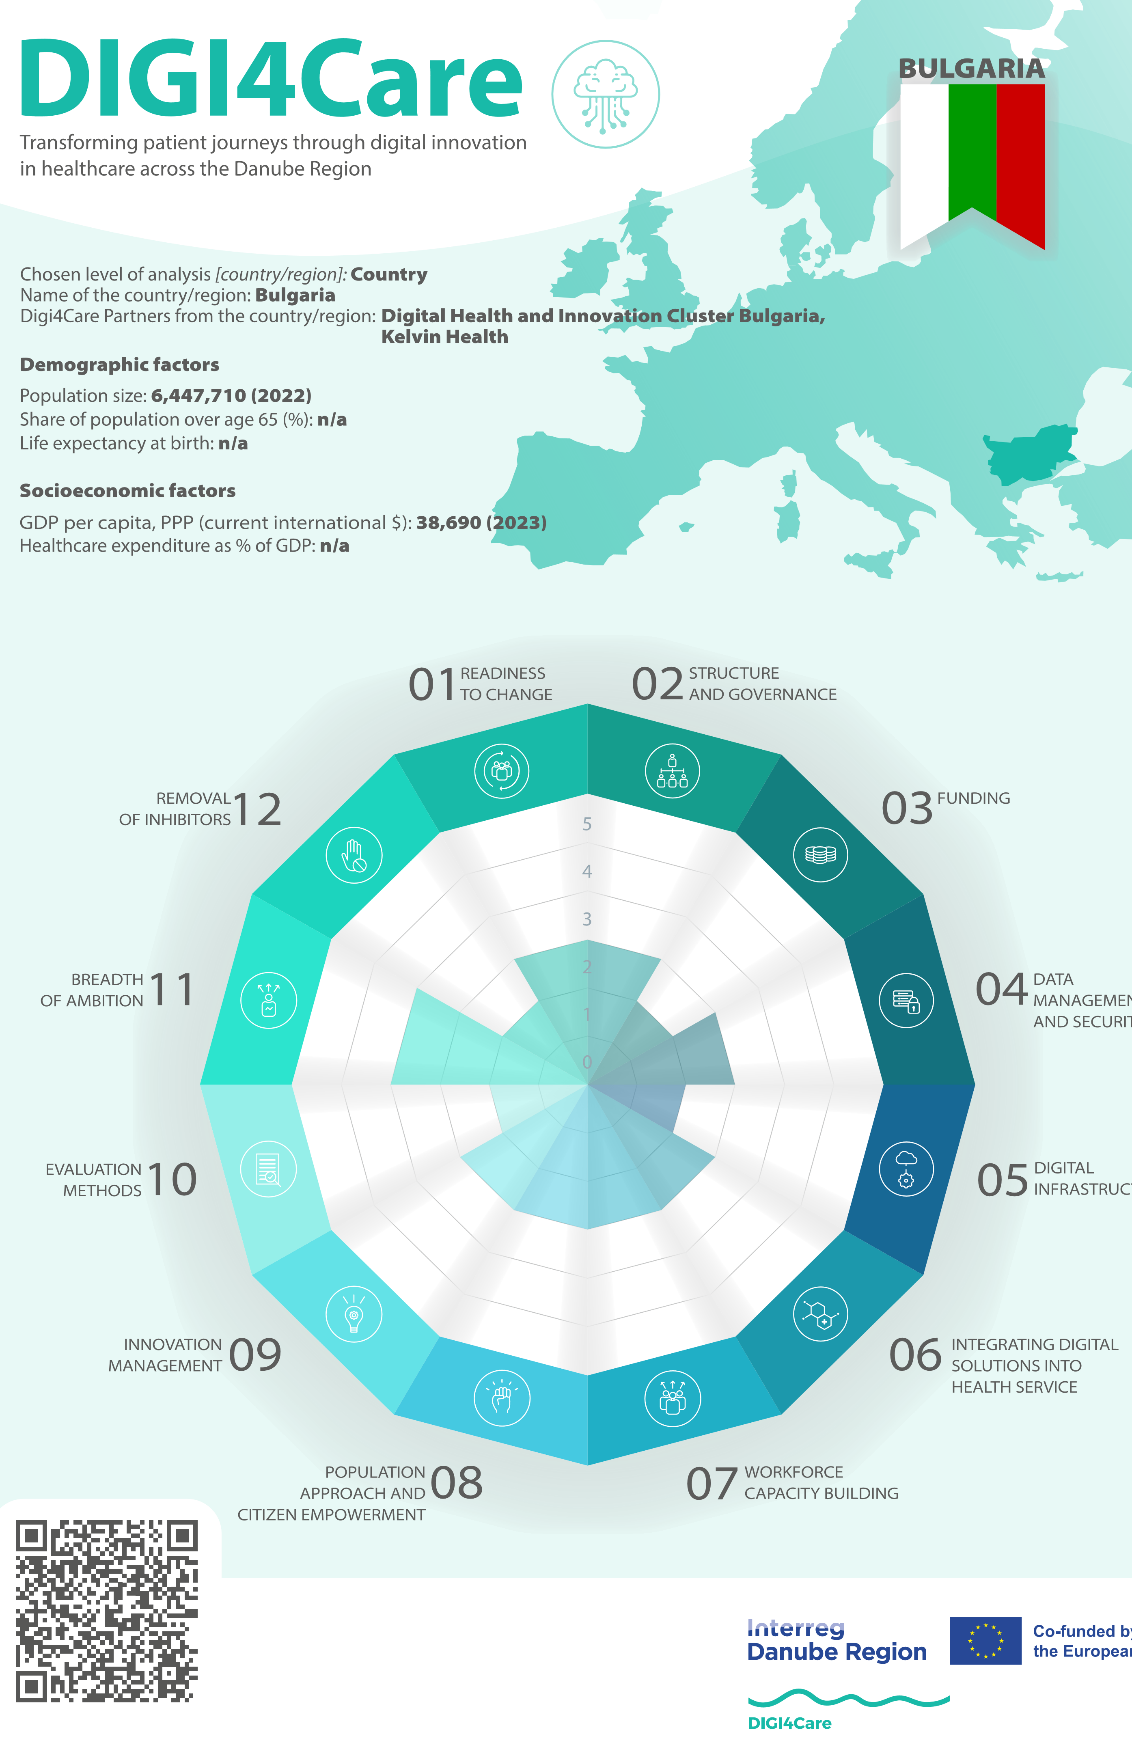 DIGI4Care
Transforming patient journeys through digital innovation
in healthcare across the Danube Region
BULGARIA
Chosen level of analysis [country/region]: Country
Name of the country/region: Bulgaria
Digi4Care Partners from the country/region: Digital Health and Innovation Cluster Bulgaria,
Kelvin Health
Demographic factors
Population size: 6,447,710 (2022)
Share of population over age 65 (%): n/a
Life expectancy at birth: n/a
Socioeconomic factors
GDP per capita, PPP (current international $): 38,690 (2023)
Healthcare expenditure as % of GDP: n/a
01 READINESS
TO CHANGE
02 STRUCTURE
AND GOVERNANCE
03 FUNDING
04 DATA
MANAGEMEN
AND SECURIT
05 DIGITAL
INFRASTRUC
06 INTEGRATING DIGITAL
SOLUTIONS INTO
HEALTH SERVICE
07 WORKFORCE
CAPACITY BUILDING
POPULATION
APPROACH AND 08
CITIZEN EMPOWERMENT
INNOVATION
MANAGEMENT 09
EVALUATION
METHODS 10
BREADTH
OF AMBITION 11
REMOVAL
OF INHIBITORS 12
5
4
3
2
1
0
Interreg
Danube Region
Co-funded by
the European
DIGI4Care